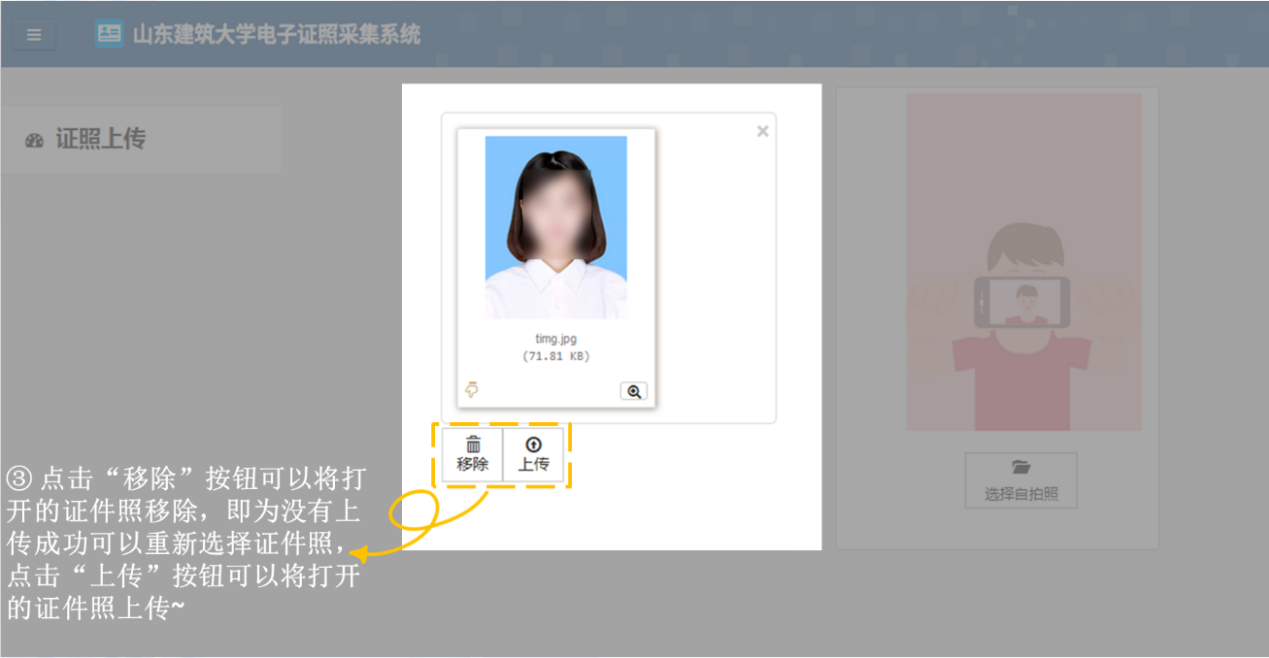 山东建筑大学电子证照采集系统
证照上传
timg.jpg
(71.81 KB)
移除
上传
选择自拍照
③ 点击“移除”按钮可以将打
开的证件照移除，即为没有上
传成功可以重新选择证件照，
点击“上传”按钮可以将打开
的证件照上传~